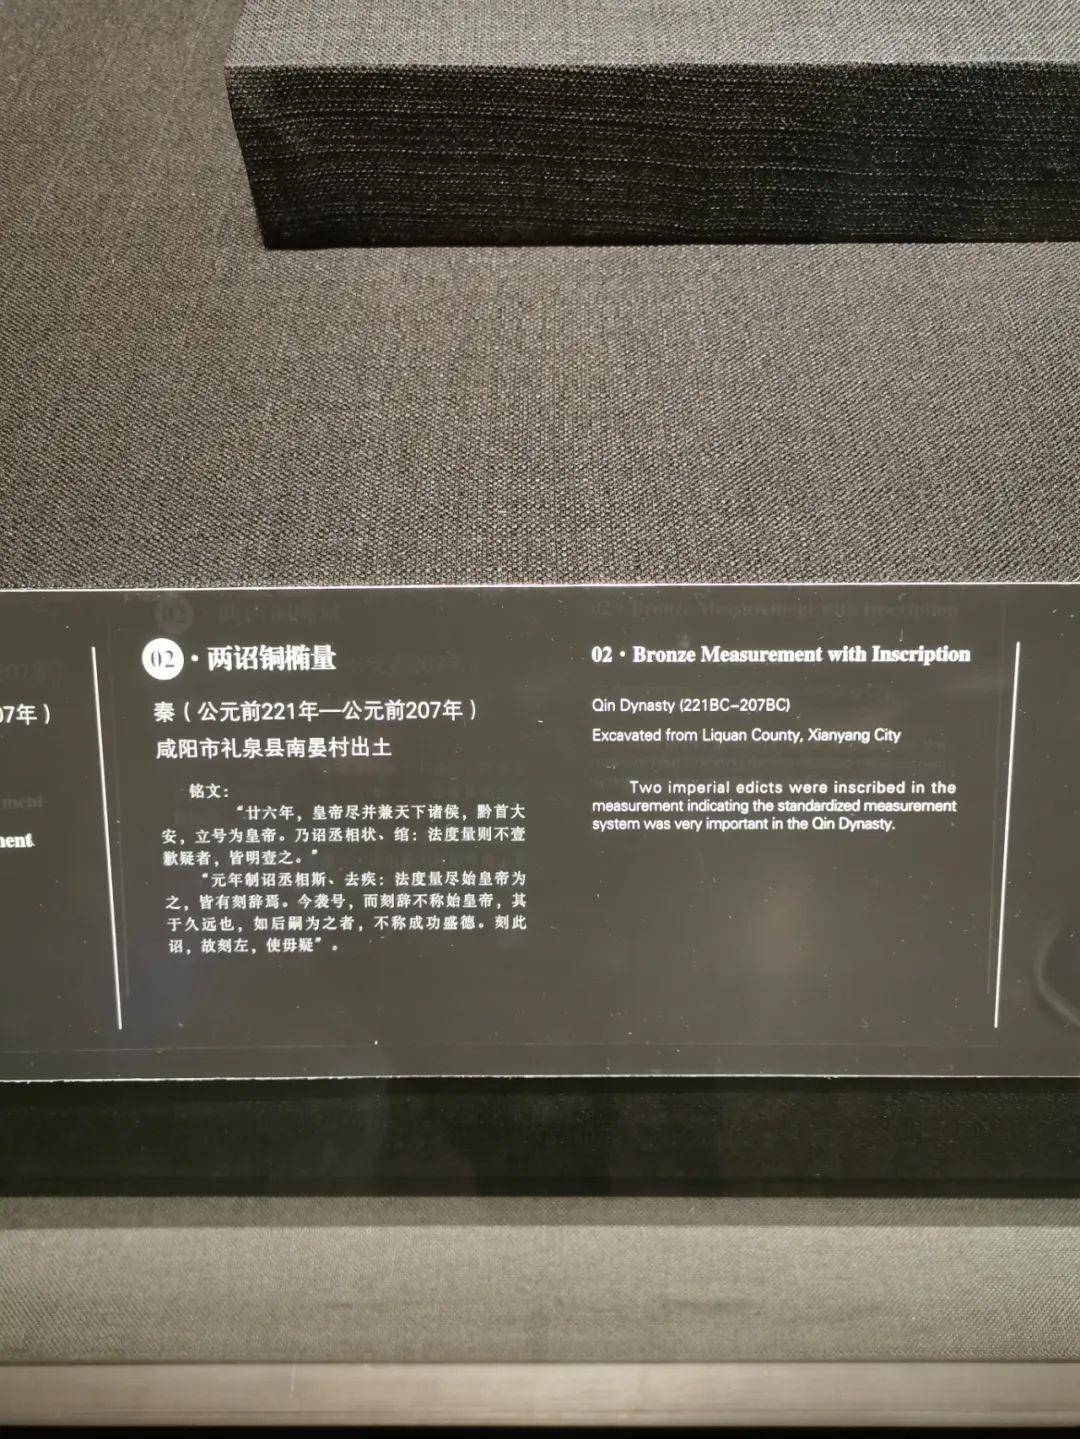 07年）
ment
02 · 两诏铜椭量
秦（公元前221年—公元前207年）
咸阳市礼泉县南晏村出土
铭文：
“廿六年，皇帝尽并兼天下诸侯，黔首大
安，立号为皇帝。乃诏丞相状、绾：法度量则不壹
歉疑者，皆明壹之。”
“元年制诏丞相斯、去疾：法度量尽始皇帝为
之，皆有刻辞焉。今袭号，而刻辞不称始皇帝，其
于久远也，如后嗣为之者，不称成功盛德。刻此
诏，故刻左，使毋疑”。
02 · Bronze Measurement with Inscription
Qin Dynasty (221BC–207BC)
Excavated from Liquan County, Xianyang City
Two imperial edicts were inscribed in the
measurement indicating the standardized measurement
system was very important in the Qin Dynasty.